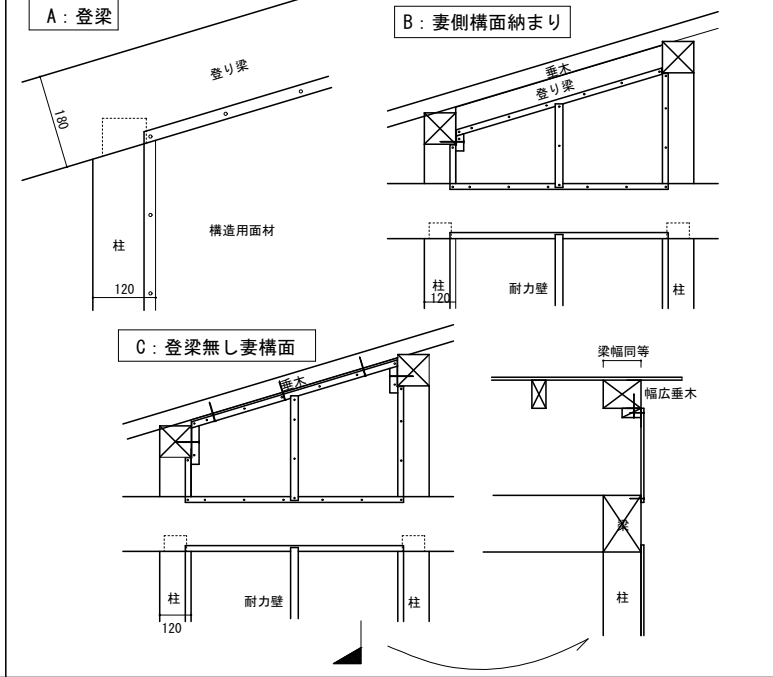 A：登梁
登り梁
180
柱
120
構造用面材
B：妻側構面納まり
垂木
登り梁
柱
120
耐力壁
柱
C：登梁無し妻構面
垂木
柱
120
耐力壁
柱
梁幅同等
幅広垂木
梁
柱